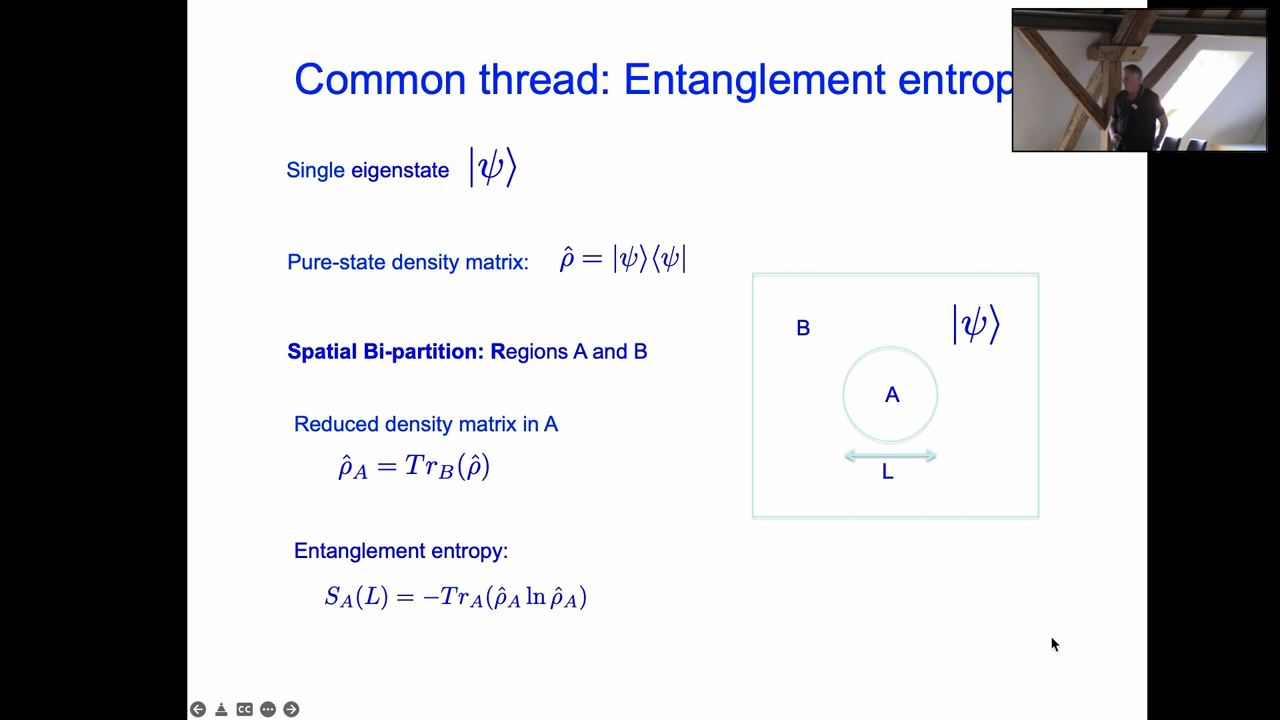 Common thread: Entanglement entrop
Single eigenstate |ψ⟩
Pure-state density matrix: ρ̂ = |ψ⟩⟨ψ|
Spatial Bi-partition: Regions A and B
Reduced density matrix in A
ρ̂_A = Tr_B(ρ̂)
Entanglement entropy:
S_A(L) = −Tr_A(ρ̂_A ln ρ̂_A)
B |ψ⟩
A
L
CC